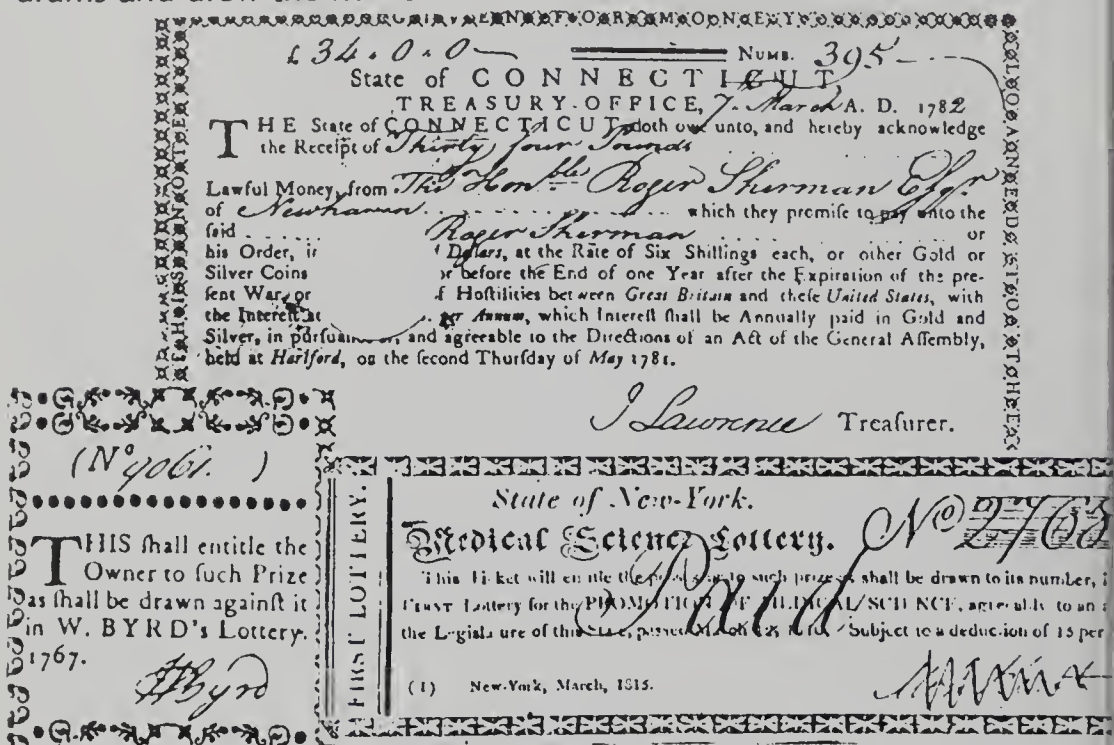 £34.0.0 NUMB. 395
State of CONNECTICUT
TREASURY-OFFICE, 7. March A. D. 1782
THE State of CONNECTICUT, doth owe unto, and hereby acknowledge
the Receipt of Thirty four Pounds
Lawful Money, from The Honble Roger Sherman Eſqr.
of Newhaven which they promiſe to pay unto the
ſaid Roger Sherman or
his Order, Dollars, at the Rate of Six Shillings each, or other Gold or
Silver Coins before the End of one Year after the Expiration of the pre-
ſent War, or Hoſtilities between Great Britain and theſe United States, with
the Intereſt at per Annum, which Intereſt ſhall be Annually paid in Gold and
Silver, in and agreeable to the Directions of an Act of the General Aſſembly,
held at Hartford, on the ſecond Thurſday of May 1781.
J Lawrence Treaſurer.
(No 9061. )
THIS ſhall entitle the
Owner to ſuch Prize
as ſhall be drawn againſt it
in W. BYRD's Lottery.
1767.
WByrd
FIRST LOTTERY.
State of New-York.
Medical Science Lottery. No 2763
This Ticket will entitle the to such prize as shall be drawn to its number,
FIRST Lottery for the PROMOTION OF MEDICAL SCIENCE, agreeably to an
the Legislature of this State, Subject to a deduction of 15 per
Paid
(1) New-York, March, 1815.